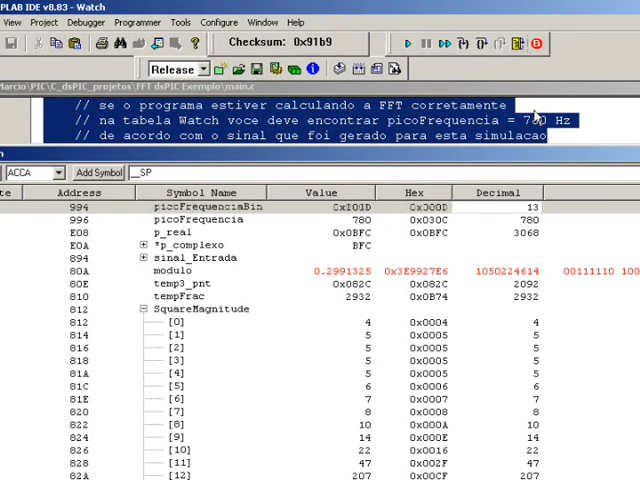 PLAB IDE v8.83 - Watch
View Project Debugger Programmer Tools Configure Window Help
Checksum: 0x91b9
Release
Marcio\PIC\C_dsPIC_projetos\FFT dsPIC Exemplo\main.c
// se o programa estiver calculando a FFT corretamente
// na tabela Watch voce deve encontrar picoFrequencia = 780 Hz
// de acordo com o sinal que foi gerado para esta simulacao
ACCA Add Symbol __SP
Address Symbol Name Value Hex Decimal
994 picoFrequenciaBin 0x000D 0x000D 13
996 picoFrequencia 780 0x030C 780
E08 p_real 0x0BFC 0x0BFC 3068
E0A *p_complexo BFC
894 sinal_Entrada
80A modulo 0.2991325 0x3E9927E6 1050224614 00111110 100
80E temp3_pnt 0x082C 0x082C 2092
810 tempFrac 2932 0x0B74 2932
812 SquareMagnitude
812 [0] 4 0x0004 4
814 [1] 5 0x0005 5
816 [2] 5 0x0005 5
818 [3] 5 0x0005 5
81A [4] 5 0x0005 5
81C [5] 6 0x0006 6
81E [6] 7 0x0007 7
820 [7] 8 0x0008 8
822 [8] 10 0x000A 10
824 [9] 14 0x000E 14
826 [10] 22 0x0016 22
828 [11] 47 0x002F 47
82A [12] 207 0x00CF 207